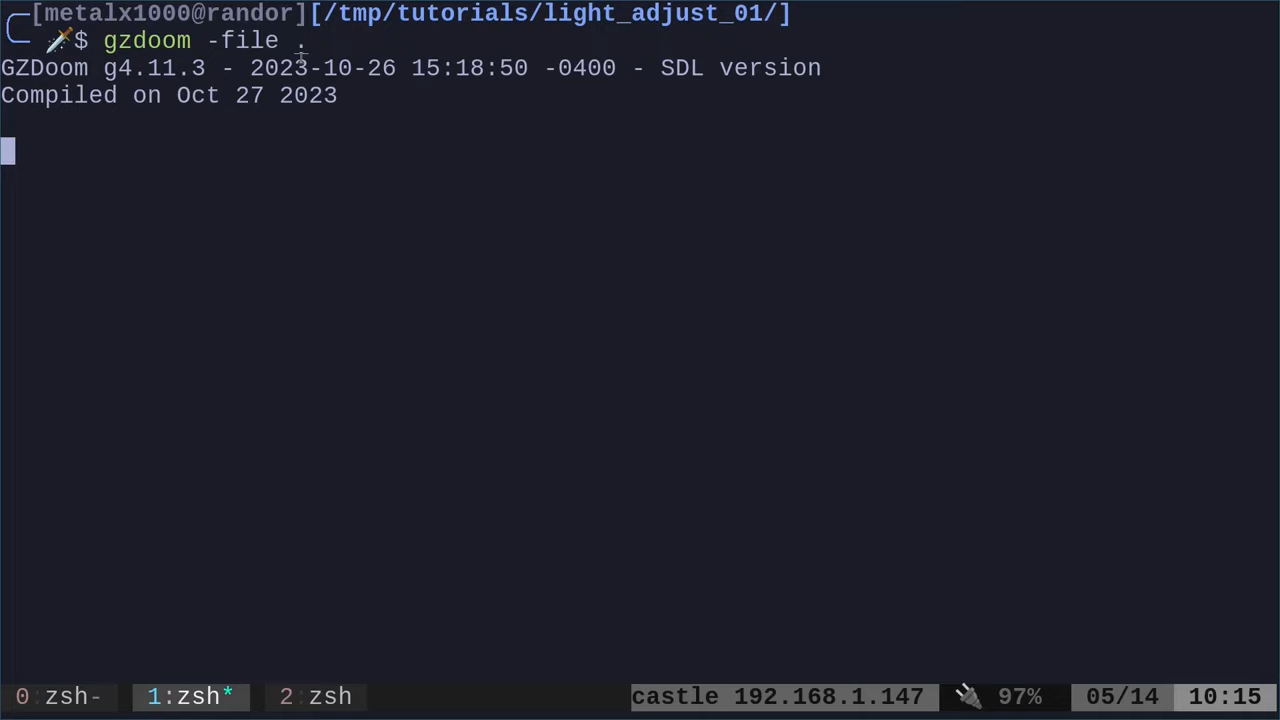 [metalx1000@randor][/tmp/tutorials/light_adjust_01/]
$ gzdoom -file .
GZDoom g4.11.3 - 2023-10-26 15:18:50 -0400 - SDL version
Compiled on Oct 27 2023
0:zsh- 1:zsh* 2:zsh castle 192.168.1.147 97% 05/14 10:15